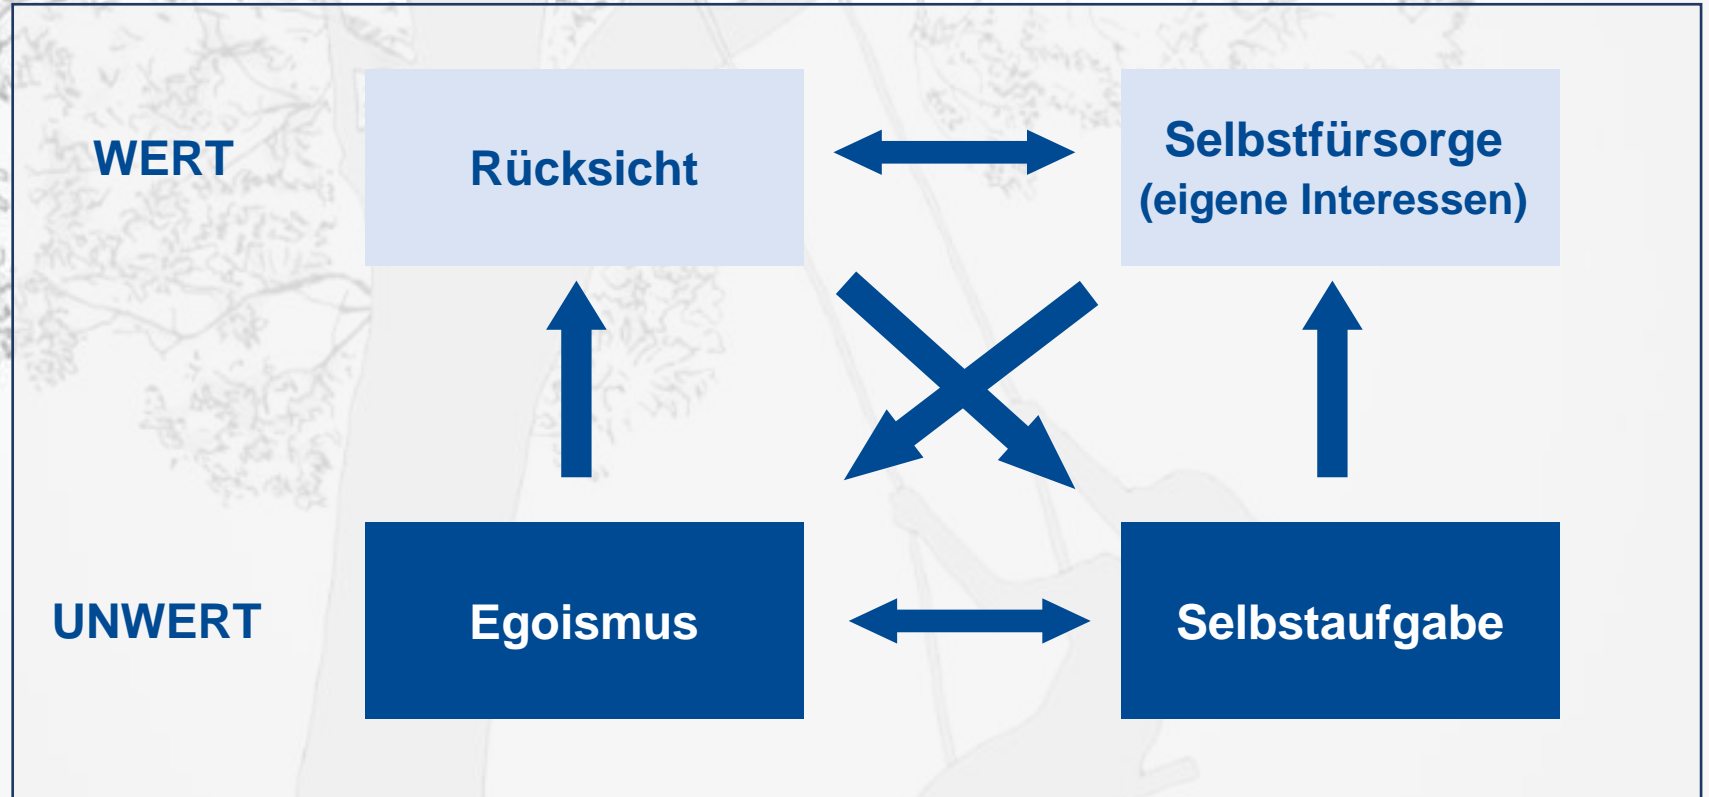 WERT
Rücksicht
Selbstfürsorge
(eigene Interessen)
UNWERT
Egoismus
Selbstaufgabe